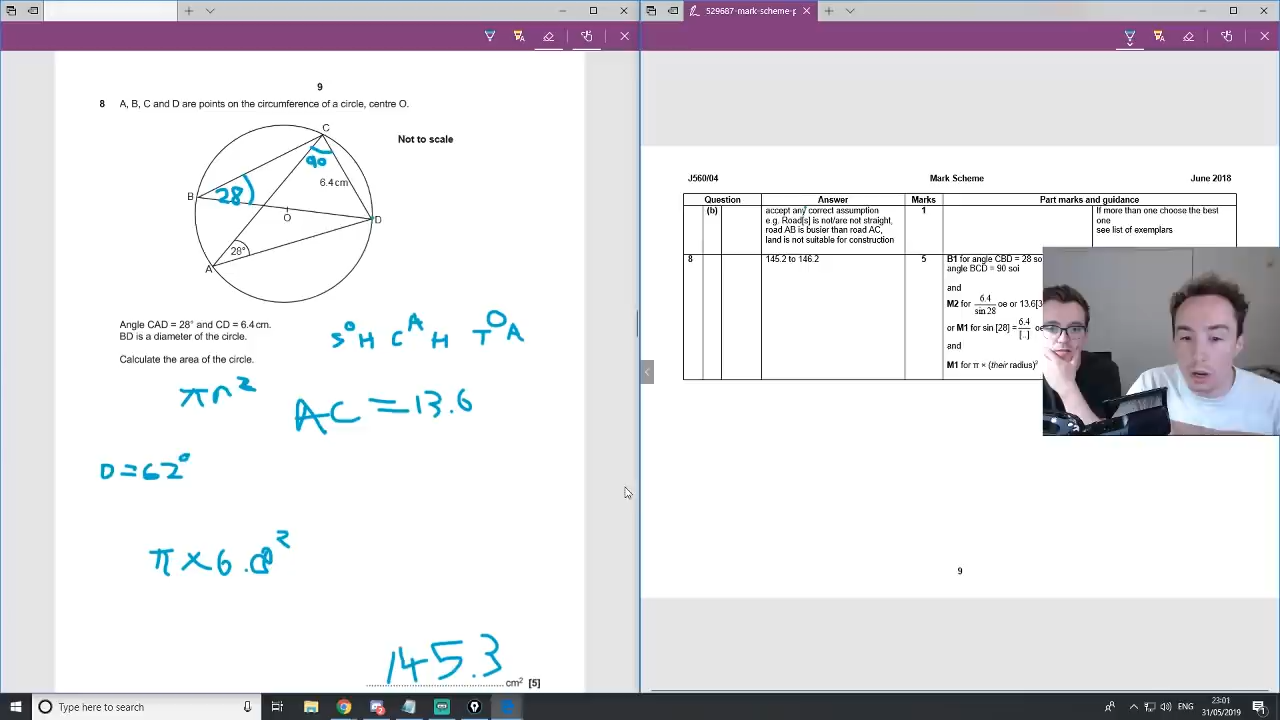 529687-mark-scheme-p
9
8 A, B, C and D are points on the circumference of a circle, centre O.
C
Not to scale
90
6.4 cm
B
28
O
D
28°
A
Angle CAD = 28° and CD = 6.4 cm.
BD is a diameter of the circle.
Calculate the area of the circle.
SOH CAH TOA
πr²
AC = 13.6
D = 62°
π × 6.8²
145.3
cm² [5]
J560/04 Mark Scheme June 2018
Question Answer Marks Part marks and guidance
(b) accept any correct assumption 1 If more than one choose the best
e.g. Road[s] is not/are not straight, one
road AB is busier than road AC, see list of exemplars
land is not suitable for construction
8 145.2 to 146.2 5 B1 for angle CBD = 28
angle BCD = 90 soi
and
M2 for 6.4/sin 28 oe or 13.6[3
or M1 for sin [28] = 6.4/[..]
and
M1 for π × (their radius)²
9
Type here to search
ENG
23:01
31/05/2019